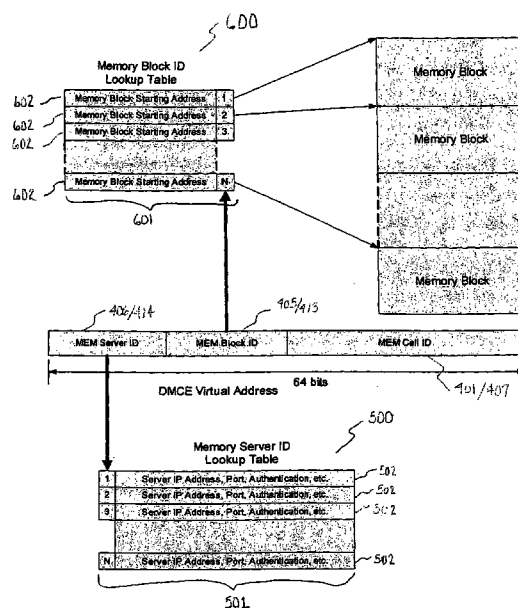 600
Memory Block ID
Lookup Table
602 Memory Block Starting Address 1
602 Memory Block Starting Address 2
602 Memory Block Starting Address 3
602 Memory Block Starting Address N
601
Memory Block
Memory Block
Memory Block
406/414
405/413
MEM Server ID MEM Block ID MEM Cell ID
64 bits
DMCE Virtual Address
401/407
500
Memory Server ID
Lookup Table
1 Server IP Address, Port, Authentication, etc. 502
2 Server IP Address, Port, Authentication, etc. 502
3 Server IP Address, Port, Authentication, etc. 502
N Server IP Address, Port, Authentication, etc. 502
501